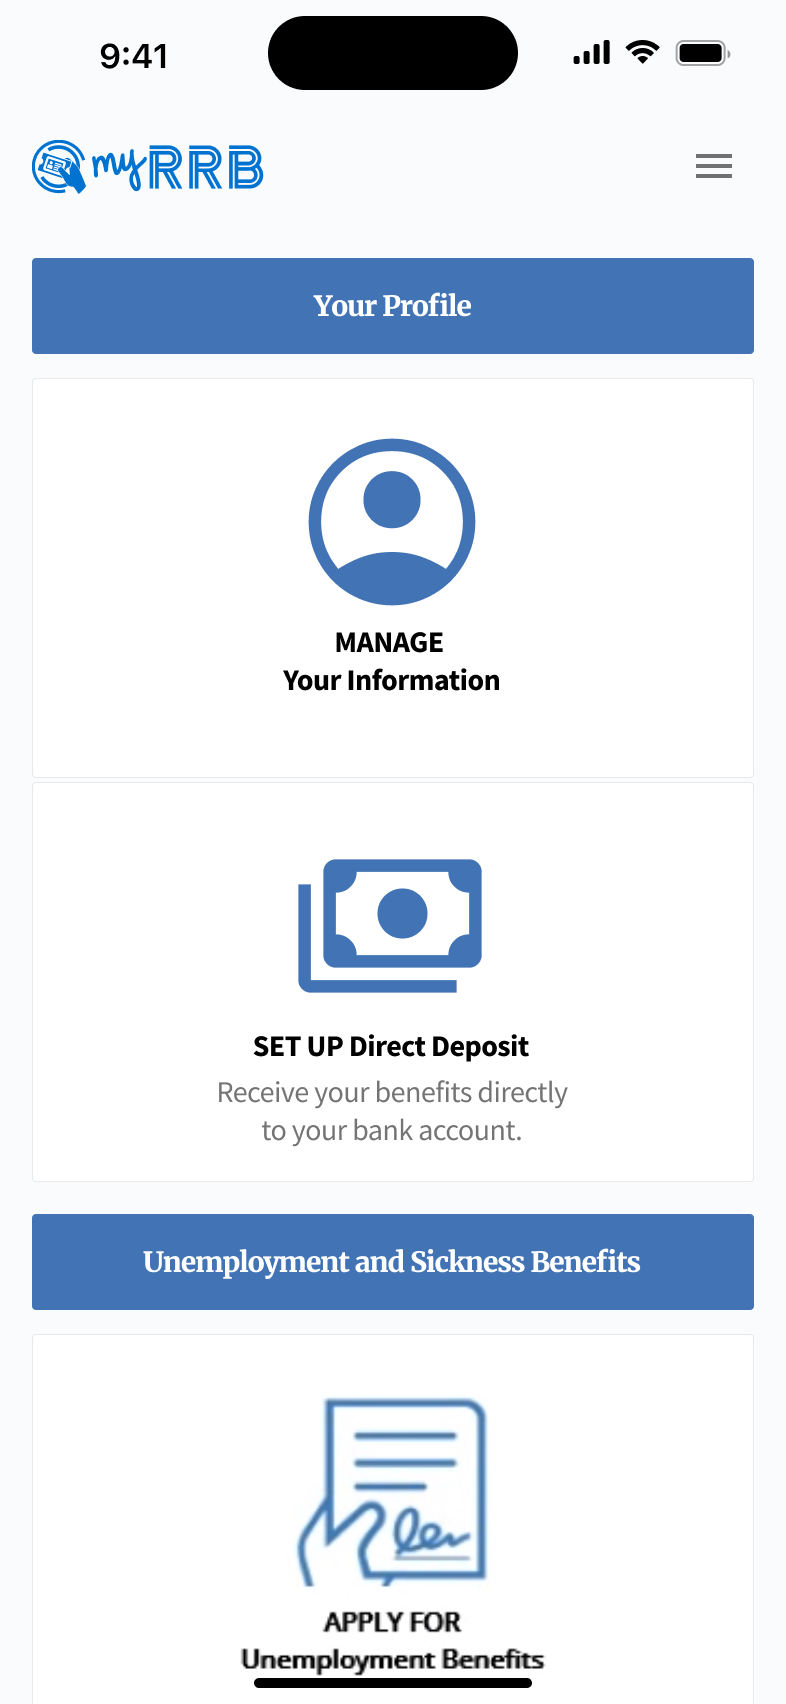 9:41
myRRB
Your Profile
MANAGE
Your Information
SET UP Direct Deposit
Receive your benefits directly
to your bank account.
Unemployment and Sickness Benefits
APPLY FOR
Unemployment Benefits